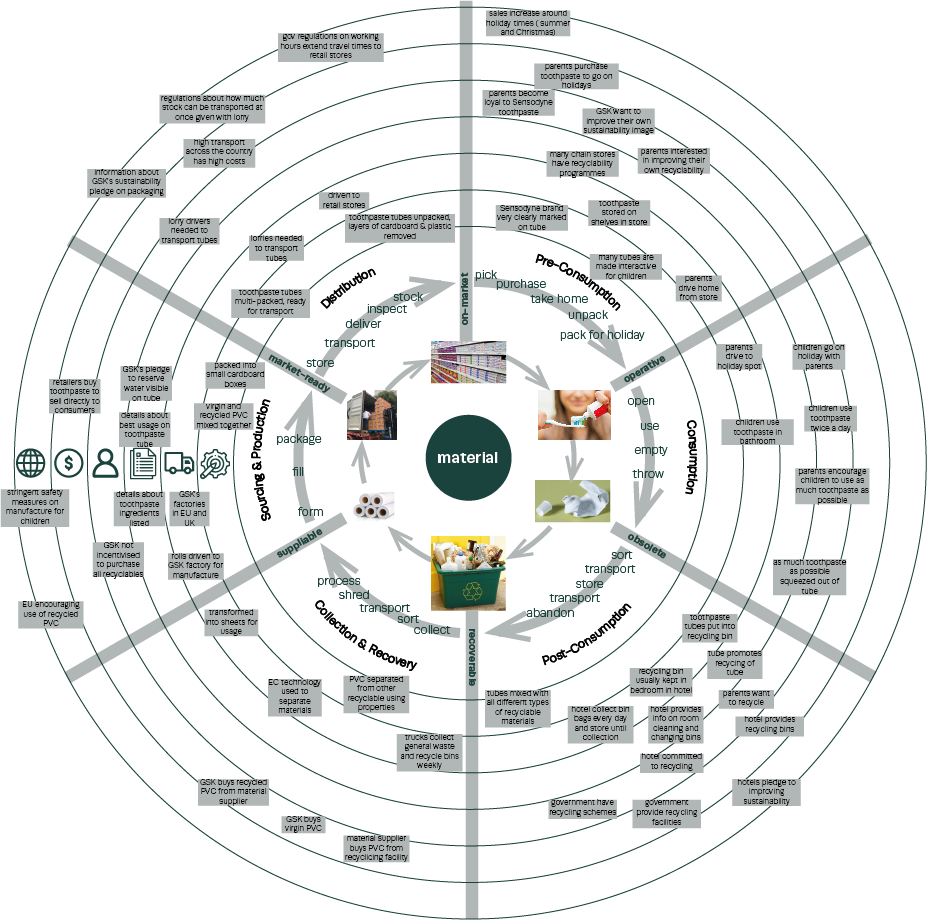 sales increase around
holiday times ( summer
and Christmas)
gov regulations on working
hours extend travel times to
retail stores
parents purchase
toothpaste to go on
holidays
parents become
loyal to Sensodyne
toothpaste
regulations about how much
stock can be transported at
once given with lorry
GSK want to
improve their own
sustainability image
high transport
across the country
has high costs
many chain stores
have recyclability
programmes
parents interested
in improving their
own recyclability
information about
GSK's sustainability
pledge on packaging
driven to
retail stores
toothpaste tubes unpacked,
layers of cardboard & plastic
removed
Sensodyne brand
very clearly marked
on tube
toothpaste
stored on
shelves in store
lorry drivers
needed to
transport tubes
lorries needed
to transport
tubes
many tubes are
made interactive
for children
parents
drive home
from store
toothpaste tubes
multi-packed, ready
for transport
Distribution
on-market
Pre-Consumption
pick
purchase
take home
unpack
pack for holiday
stock
inspect
deliver
transport
store
market-ready
operative
parents
drive to
holiday spot
children go on
holiday with
parents
retailers buy
toothpaste to
sell directly to
consumers
GSK's pledge
to reserve
water visible
on tube
packed into
small cardboard
boxes
details about
best usage on
toothpaste
tube
virgin and
recycled PVC
mixed together
open
use
empty
throw
Consumption
children use
toothpaste in
bathroom
children use
toothpaste
twice a day
Sourcing & Production
package
fill
form
material
$
parents encourage
children to use as
much toothpaste as
possible
stringent safety
measures on
manufacture for
children
details about
toothpaste
ingredients
listed
GSK's
factories
in EU and
UK
suppliable
obsolete
GSK not
incentivised
to purchase
all recyclables
rolls driven to
GSK factory for
manufacture
as much toothpaste
as possible
squeezed out of
tube
sort
transport
store
transport
abandon
process
shred
transport
sort
collect
EU encouraging
use of recycled
PVC
transformed
into sheets for
usage
Collection & Recovery
recoverable
Post-Consumption
toothpaste
tubes put into
recycling bin
tube promotes
recycling of
tube
recycling bin
usually kept in
bedroom in hotel
EC technology
used to
separate
materials
PVC separated
from other
recyclable using
properties
tubes mixed with
all different types
of recyclable
materials
parents want
to recycle
hotel collect bin
bags every day
and store until
collection
hotel provides
info on room
cleaning and
changing bins
hotel provides
recycling bins
trucks collect
general waste
and recycle bins
weekly
hotel committed
to recycling
GSK buys recycled
PVC from material
supplier
hotels pledge to
improving
sustainability
government have
recycling schemes
government
provide recycling
facilities
GSK buys
virgin PVC
material supplier
buys PVC from
recyclicing facility